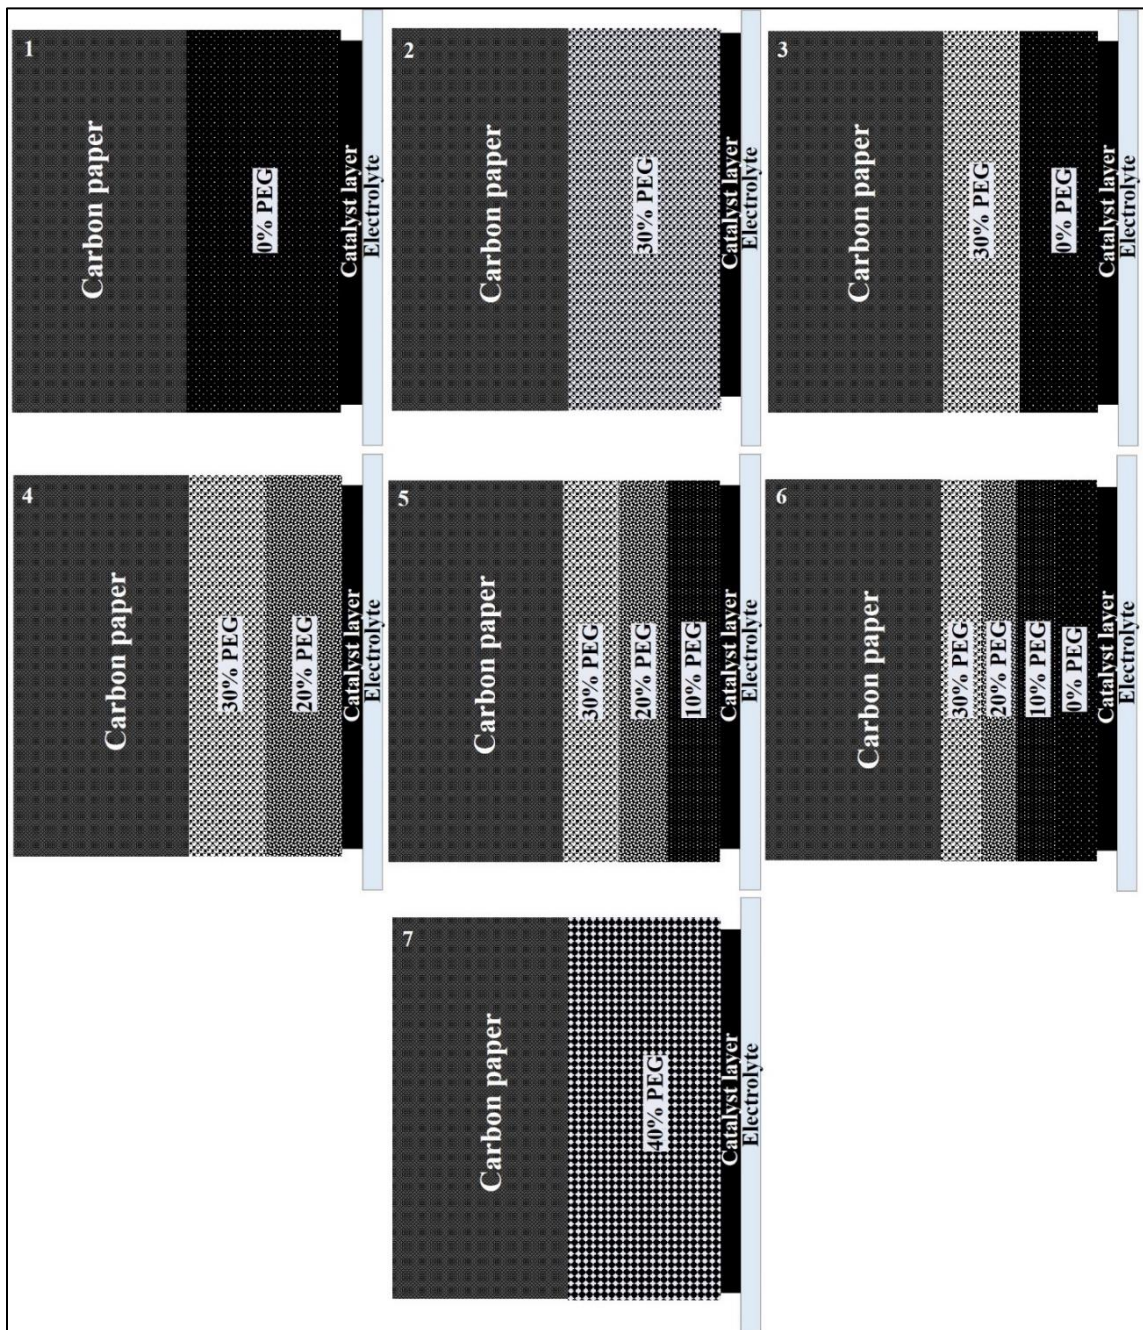 1
Carbon paper
0% PEG
Catalyst layer
Electrolyte
2
Carbon paper
30% PEG
Catalyst layer
Electrolyte
3
Carbon paper
30% PEG
0% PEG
Catalyst layer
Electrolyte
4
Carbon paper
30% PEG
20% PEG
Catalyst layer
Electrolyte
5
Carbon paper
30% PEG
20% PEG
10% PEG
Catalyst layer
Electrolyte
6
Carbon paper
30% PEG
20% PEG
10% PEG
0% PEG
Catalyst layer
Electrolyte
7
Carbon paper
40% PEG
Catalyst layer
Electrolyte